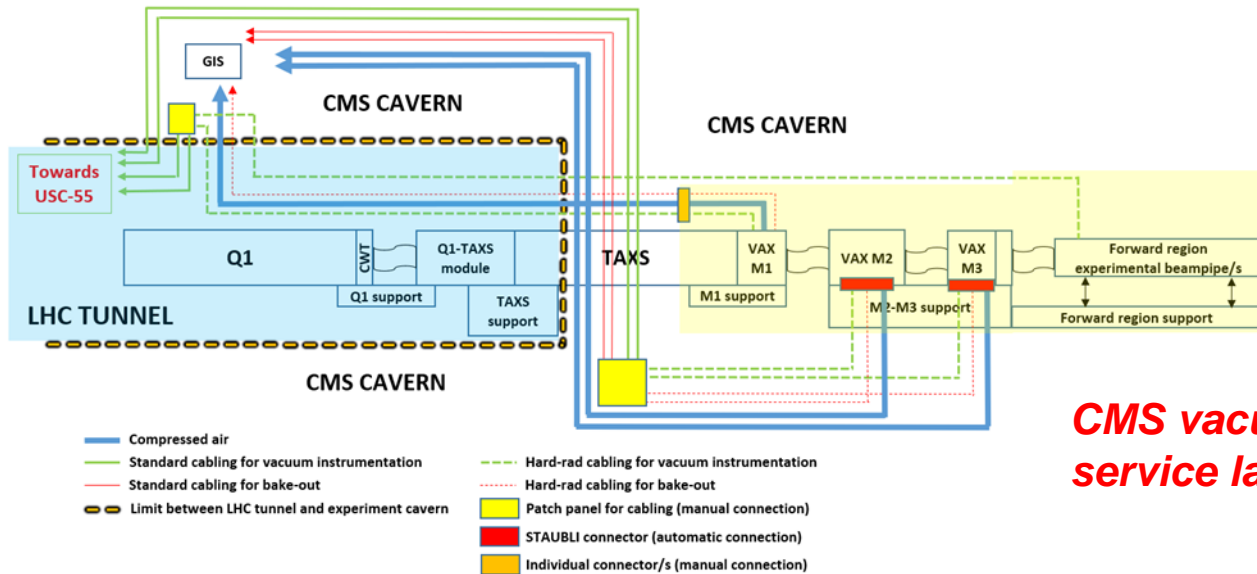 GIS
CMS CAVERN
CMS CAVERN
Towards
USC-55
Q1
CWT
Q1-TAXS
module
TAXS
VAX
M1
VAX M2
VAX
M3
Forward region
experimental beampipe/s
Q1 support
TAXS
support
M1 support
M2-M3 support
Forward region support
LHC TUNNEL
CMS CAVERN
CMS
service
Compressed air
Standard cabling for vacuum instrumentation
Standard cabling for bake-out
Limit between LHC tunnel and experiment cavern
Hard-rad cabling for vacuum instrumentation
Hard-rad cabling for bake-out
Patch panel for cabling (manual connection)
STAUBLI connector (automatic connection)
Individual connector/s (manual connection)